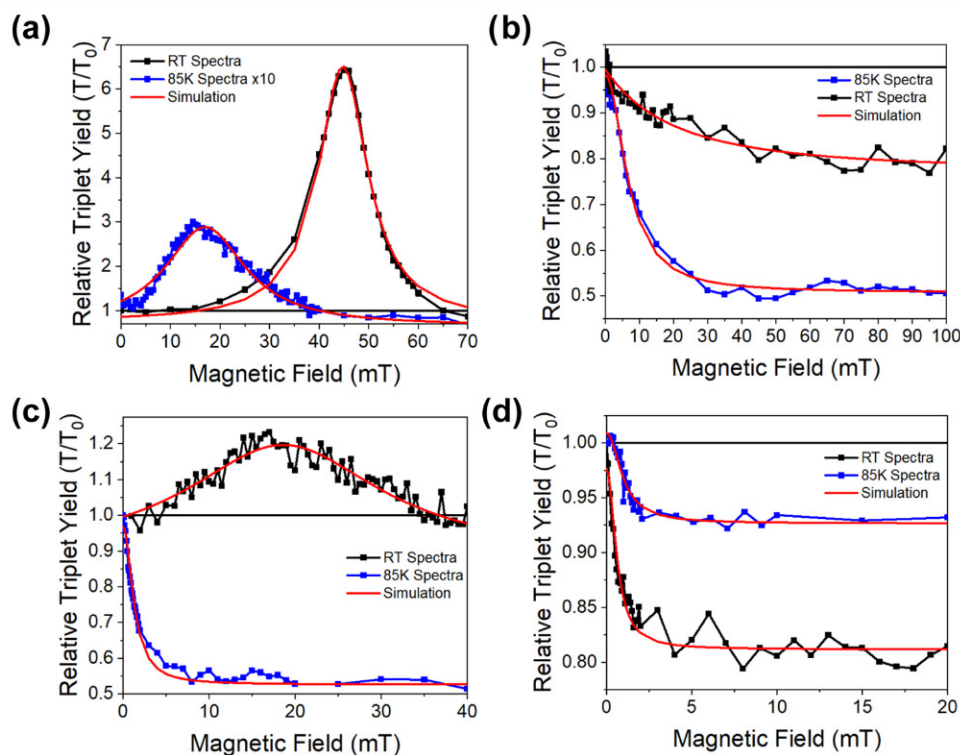 (a)
Relative Triplet Yield (T/T₀)
7
6
5
4
3
2
1
RT Spectra
85K Spectra x10
Simulation
0 10 20 30 40 50 60 70
Magnetic Field (mT)
(b)
Relative Triplet Yield (T/T₀)
1.0
0.9
0.8
0.7
0.6
0.5
0.4
85K Spectra
RT Spectra
Simulation
0 10 20 30 40 50 60 70 80 90 100
Magnetic Field (mT)
(c)
Relative Triplet Yield (T/T₀)
1.2
1.1
1.0
0.9
0.6
0.5
RT Spectra
85K Spectra
Simulation
0 10 20 30 40
Magnetic Field (mT)
(d)
Relative Triplet Yield (T/T₀)
1.00
0.95
0.90
0.85
0.80
RT Spectra
85K Spectra
Simulation
0 5 10 15 20
Magnetic Field (mT)